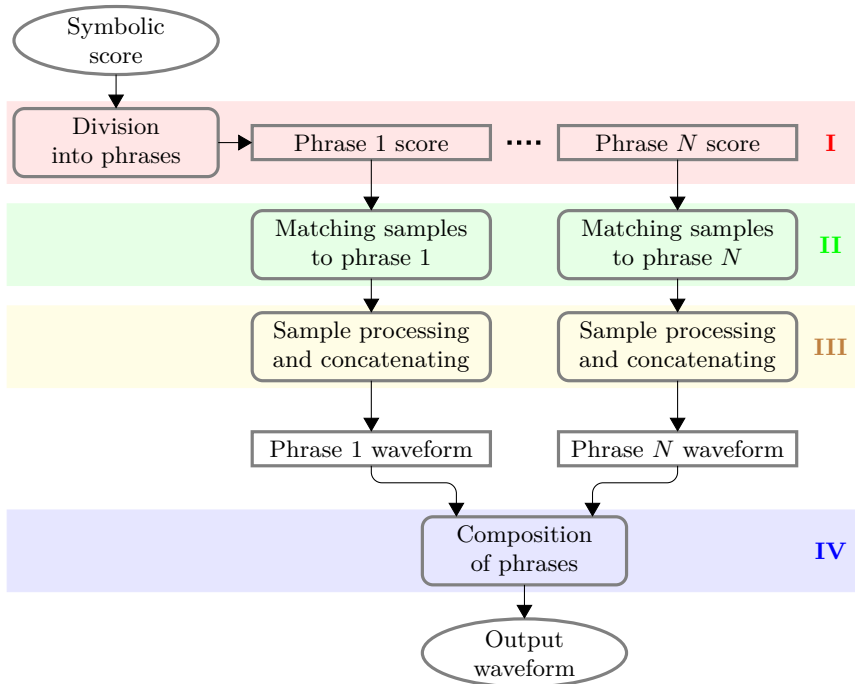 Symbolic
score
Division
into phrases
Phrase 1 score
....
Phrase N score
I
Matching samples
to phrase 1
Matching samples
to phrase N
II
Sample processing
and concatenating
Sample processing
and concatenating
III
Phrase 1 waveform
Phrase N waveform
Composition
of phrases
IV
Output
waveform